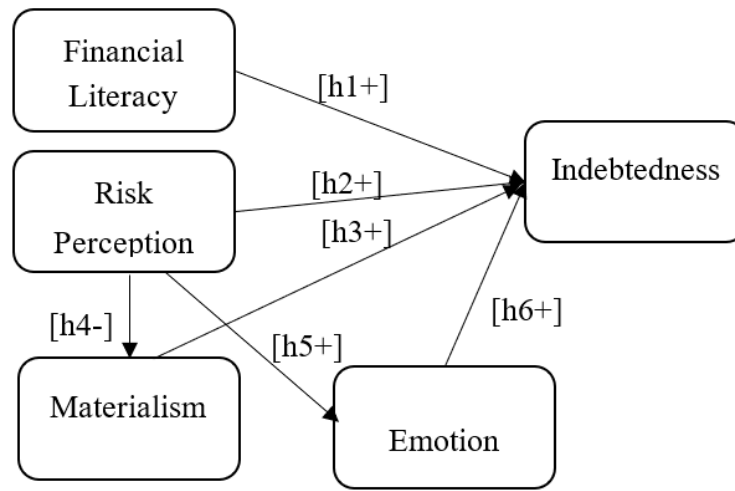 Financial
Literacy
[h1+]
Indebtedness
Risk
Perception
[h2+]
[h3+]
[h4-]
[h5+]
[h6+]
Materialism
Emotion